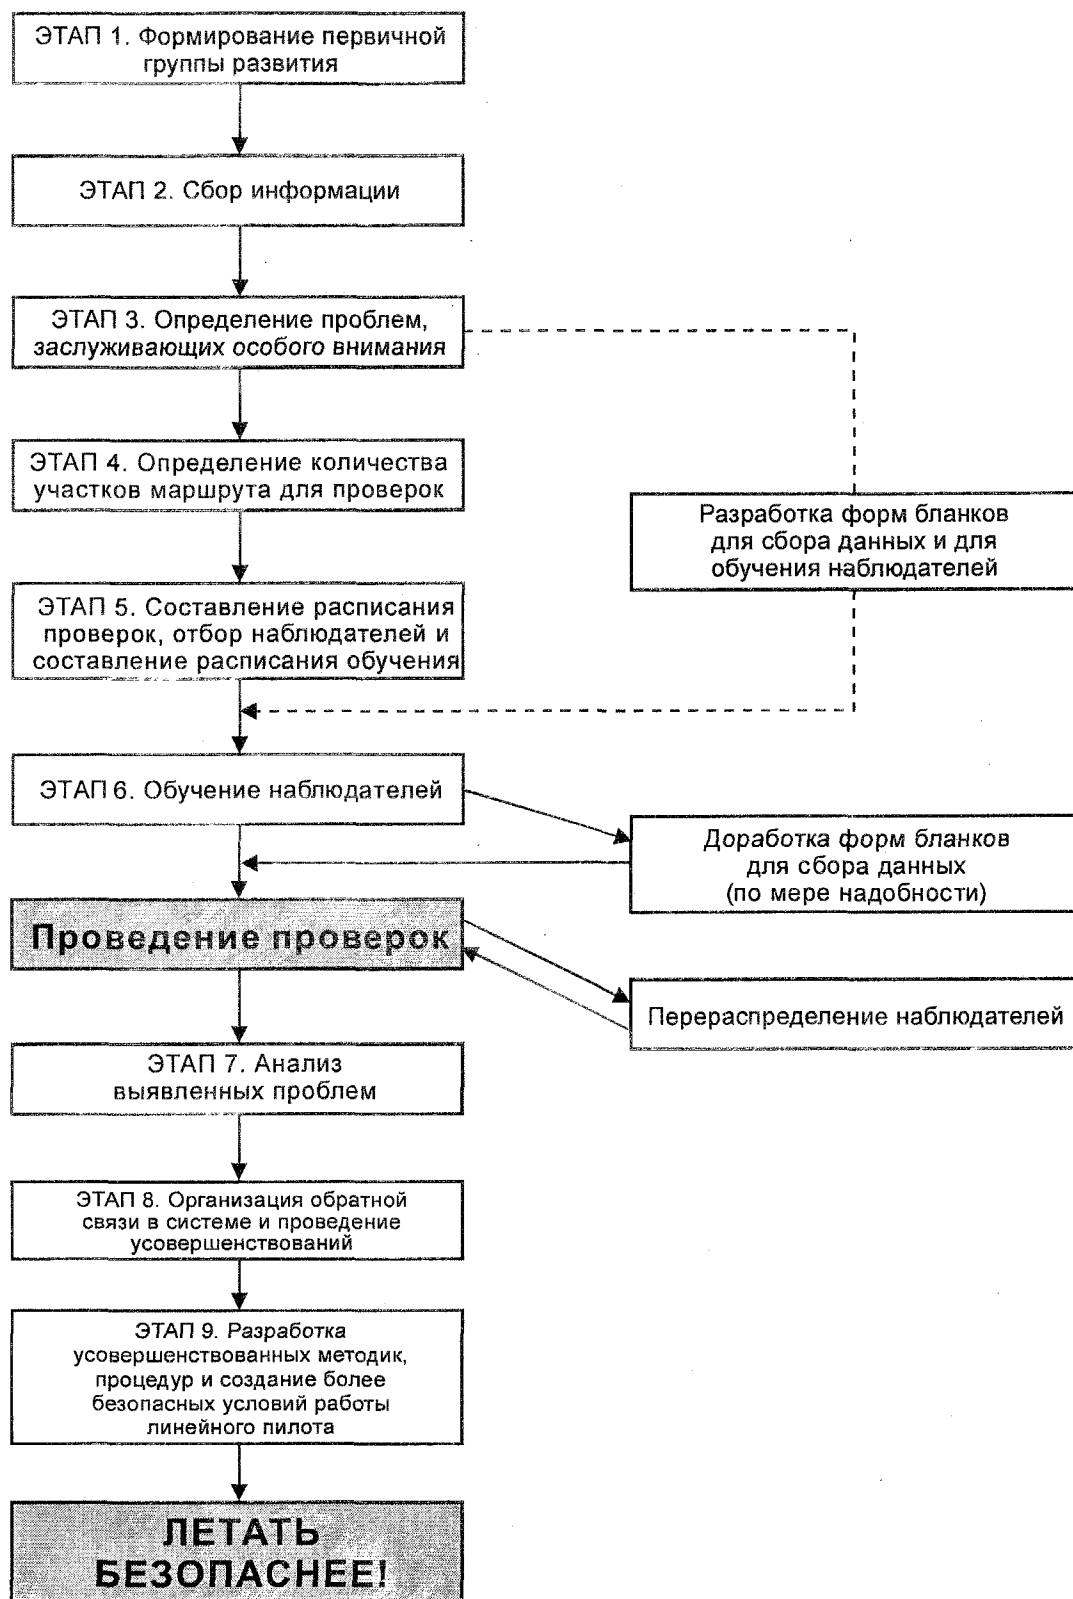 ЭТАП 1. Формирование первичной
группы развития
ЭТАП 2. Сбор информации
ЭТАП 3. Определение проблем,
заслуживающих особого внимания
ЭТАП 4. Определение количества
участков маршрута для проверок
Разработка форм бланков
для сбора данных и для
обучения наблюдателей
ЭТАП 5. Составление расписания
проверок, отбор наблюдателей и
составление расписания обучения
ЭТАП 6. Обучение наблюдателей
Доработка форм бланков
для сбора данных
(по мере надобности)
Проведение проверок
Перераспределение наблюдателей
ЭТАП 7. Анализ
выявленных проблем
ЭТАП 8. Организация обратной
связи в системе и проведение
усовершенствований
ЭТАП 9. Разработка
усовершенствованных методик,
процедур и создание более
безопасных условий работы
линейного пилота
ЛЕТАТЬ
БЕЗОПАСНЕЕ!